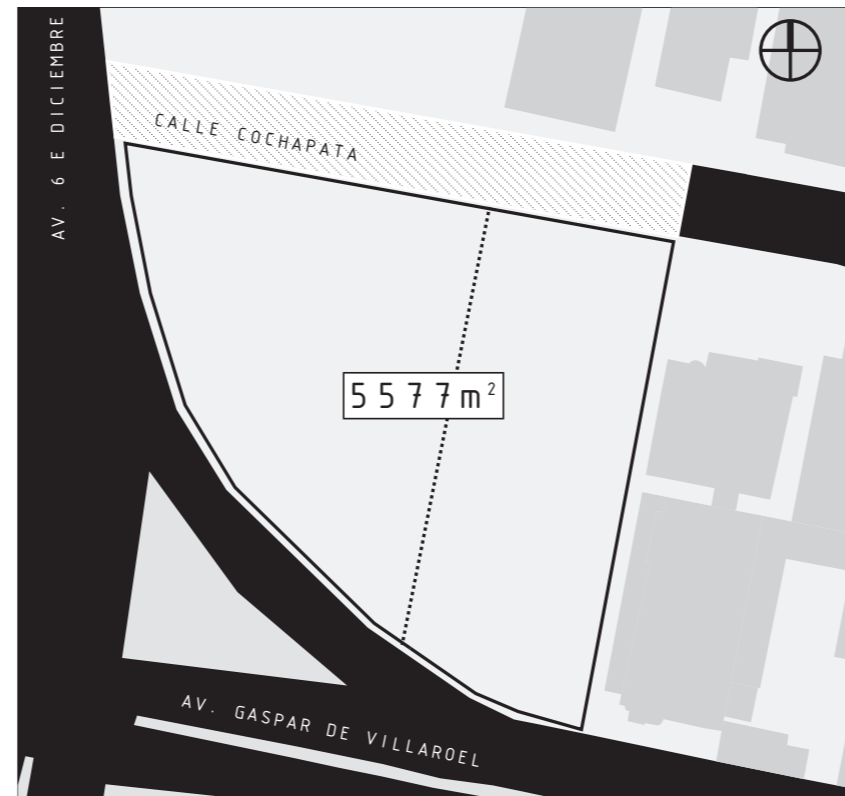 AV. 6 E DICIEMBRE
CALLE COCHAPATA
5577m²
AV. GASPAR DE VILLAROEL